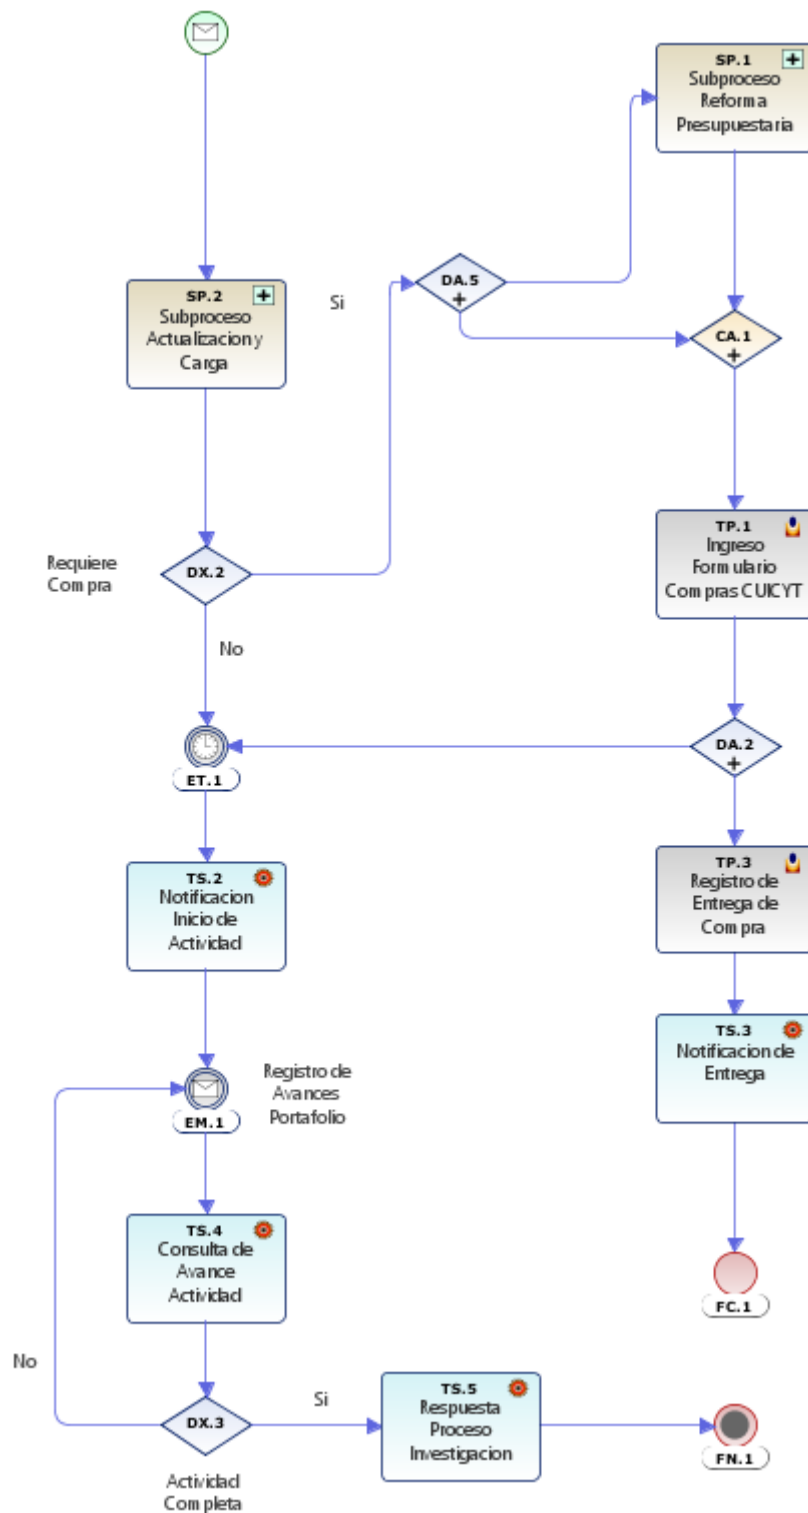 SP.1
Subproceso
Reforma
Presupuestaria
SP.2
Subproceso
Actualizacion y
Carga
Si
DA.5
CA.1
Requiere
Compra
DX.2
No
TP.1
Ingreso
Formulario
Compras CUICYT
ET.1
DA.2
TS.2
Notificacion
Inicio de
Actividad
TP.3
Registro de
Entrega de
Compra
TS.3
Notificacion de
Entrega
EM.1
Registro de
Avances
Portafolio
TS.4
Consulta de
Avance
Actividad
FC.1
No
DX.3
Si
Actividad
Completa
TS.5
Respuesta
Proceso
Investigacion
FN.1